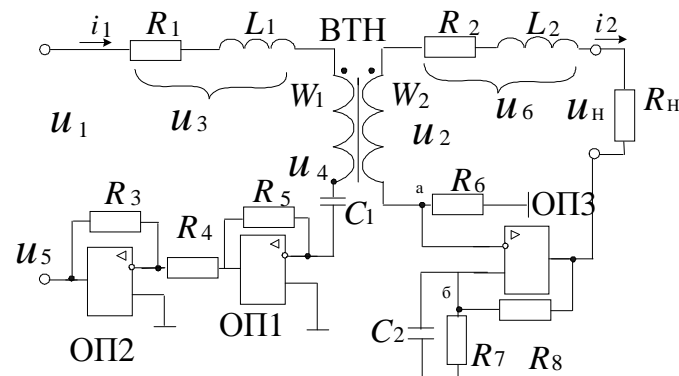 i1 R1 L1 ВТН R2 L2 i2
W1 W2
u1 u3 u2 u6 uН RН
u4
R3 R5 C1 а R6 ОП3
u5 R4
б
ОП2 ОП1 C2 R7 R8